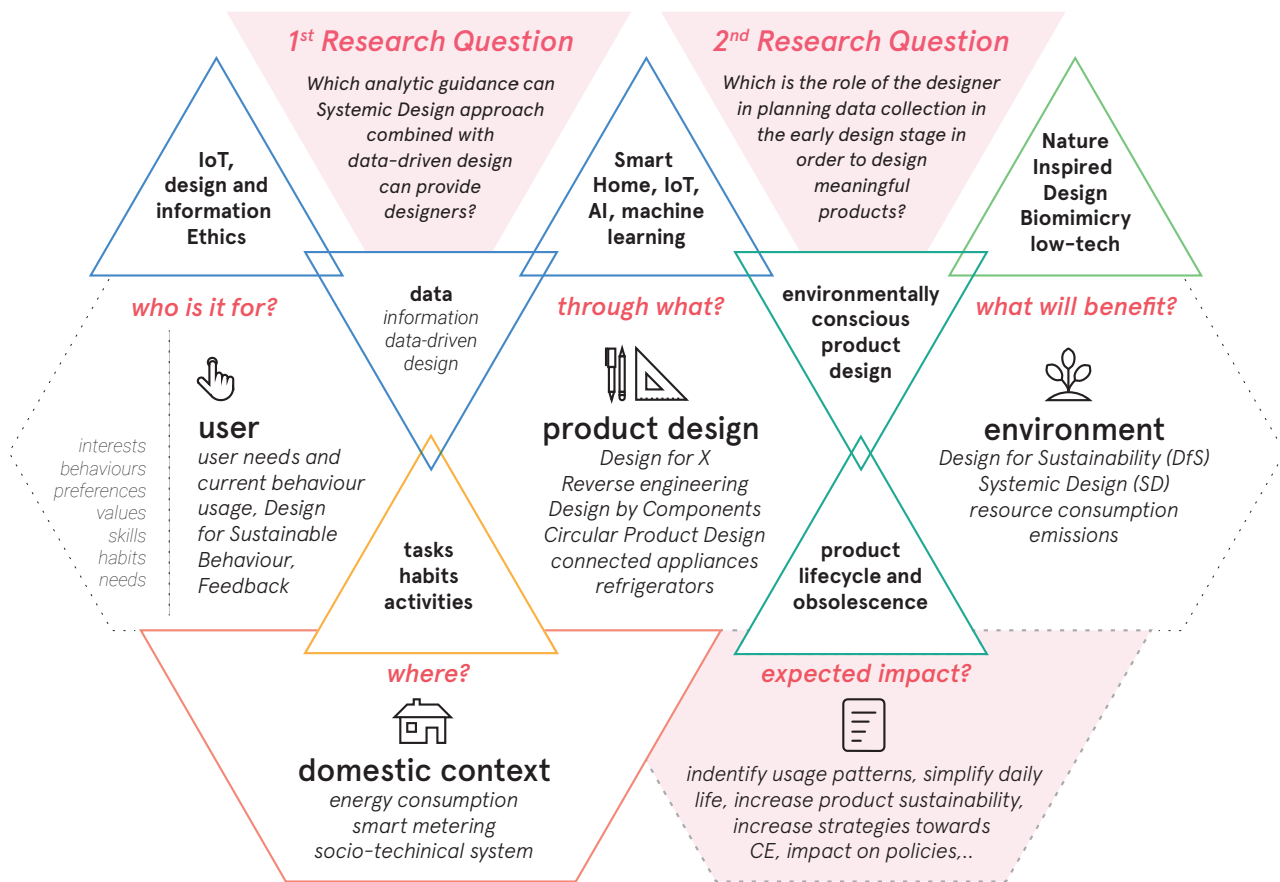 1st Research Question
Which analytic guidance can
Systemic Design approach
combined with
data-driven design
can provide
designers?
2nd Research Question
Which is the role of the designer
in planning data collection in
the early design stage in
order to design
meaningful
products?
IoT,
design and
information
Ethics
Smart
Home, IoT,
AI, machine
learning
Nature
Inspired
Design
Biomimicry
low-tech
who is it for?
user
user needs and
current behaviour
usage, Design
for Sustainable
Behaviour,
Feedback
interests
behaviours
preferences
values
skills
habits
needs
data
information
data-driven
design
through what?
product design
Design for X
Reverse engineering
Design by Components
Circular Product Design
connected appliances
refrigerators
environmentally
conscious
product
design
what will benefit?
environment
Design for Sustainability (DfS)
Systemic Design (SD)
resource consumption
emissions
tasks
habits
activities
product
lifecycle and
obsolescence
where?
domestic context
energy consumption
smart metering
socio-techinical system
expected impact?
indentify usage patterns, simplify daily
life, increase product sustainability,
increase strategies towards
CE, impact on policies,..